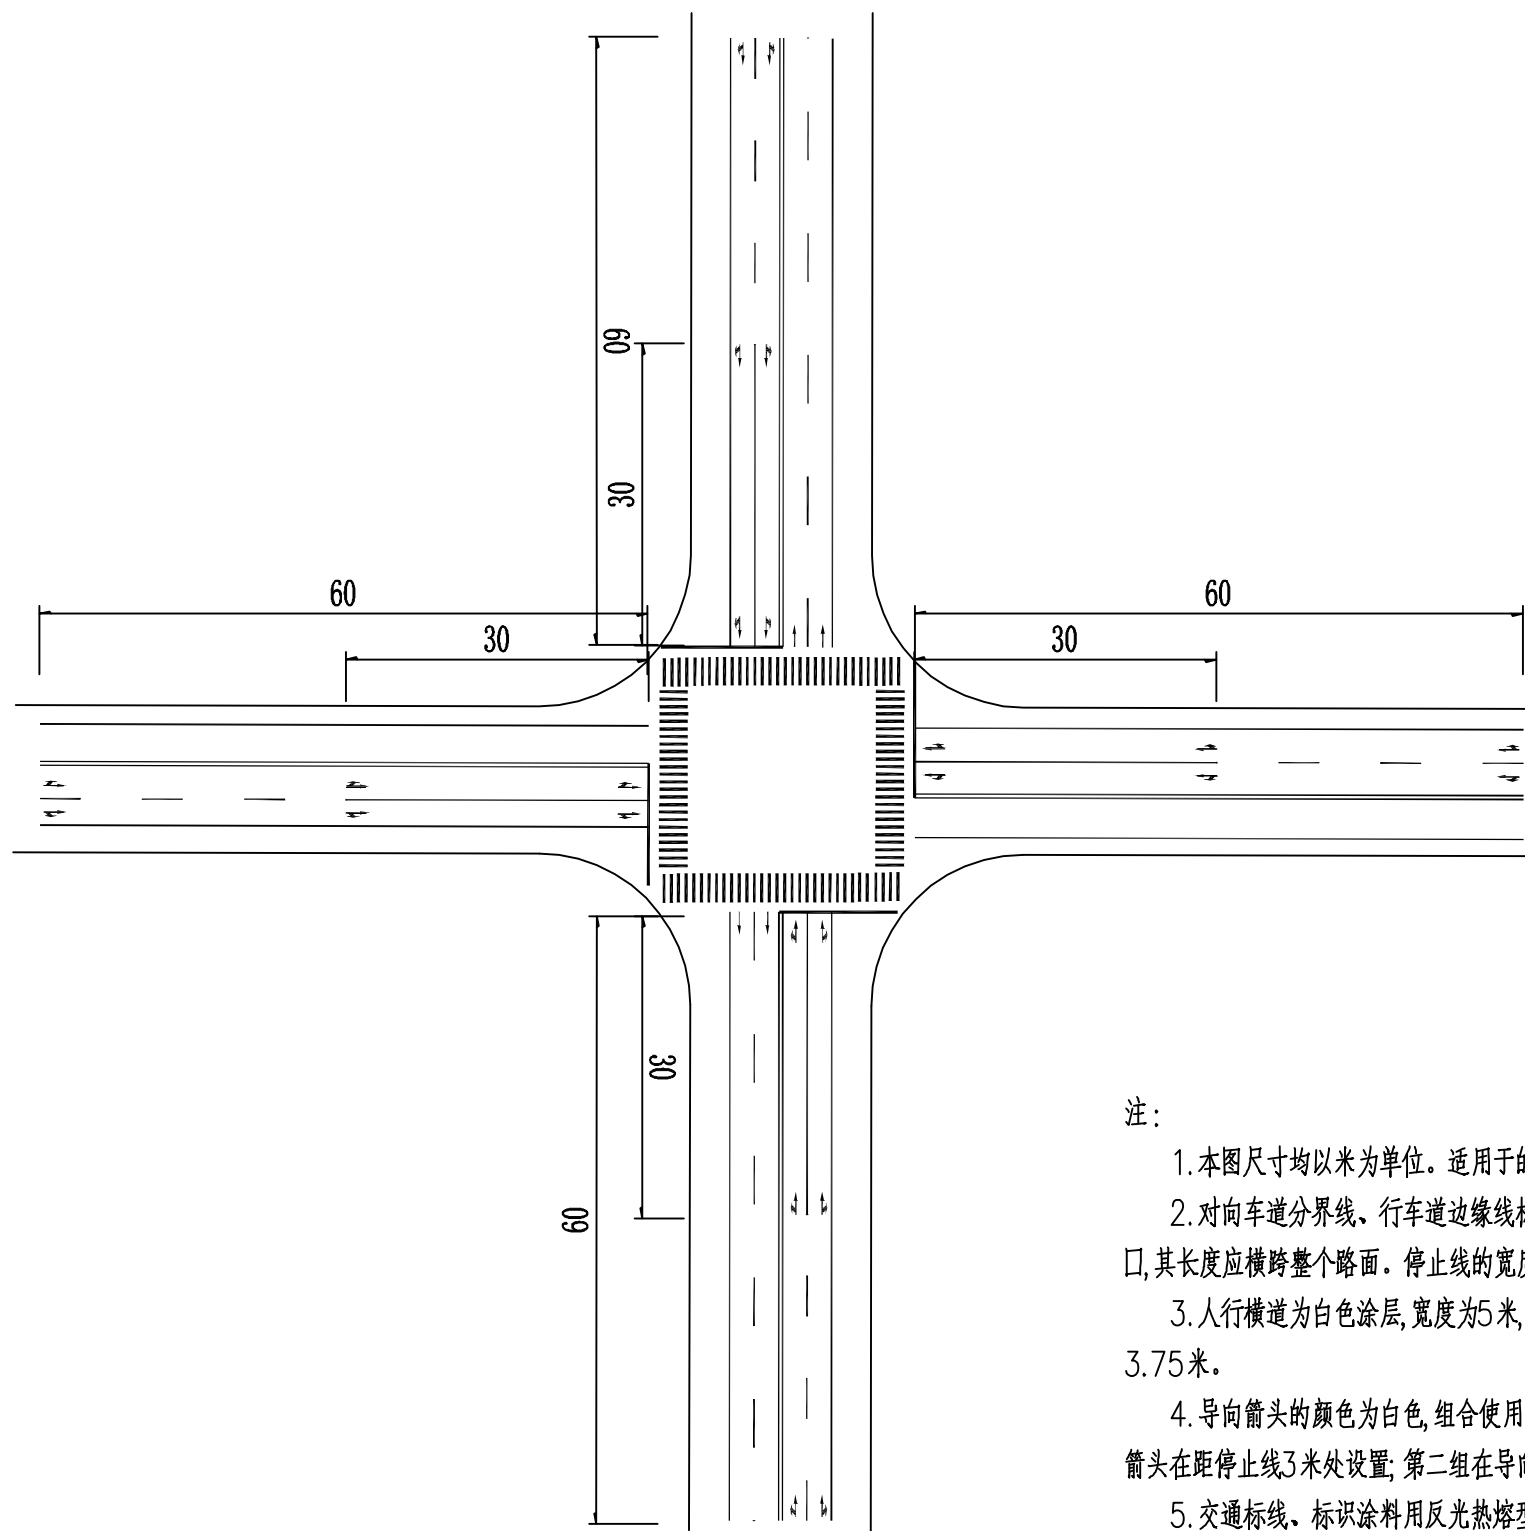 60
30
60
30
60
30
30
60
注:
1.本图尺寸均以米为单位。适用于的
2.对向车道分界线、行车道边缘线标
口,其长度应横跨整个路面。停止线的宽度
3.人行横道为白色涂层,宽度为5米,
3.75米。
4.导向箭头的颜色为白色,组合使用
箭头在距停止线3米处设置;第二组在导向
5.交通标线、标识涂料用反光热熔型